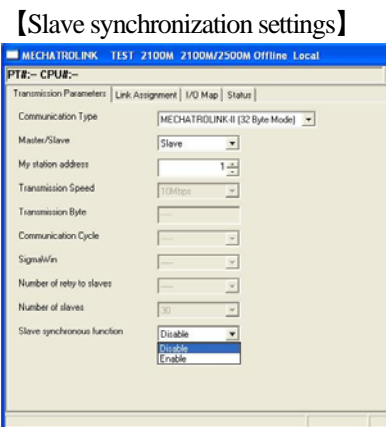 【Slave synchronization settings】
MECHATROLINK TEST 2100M 2100M/2500M Offline Local
PT#:– CPU#:–
Transmission Parameters Link Assignment I/O Map Status
Communication Type MECHATROLINK-II (32 Byte Mode)
Master/Slave Slave
My station address 1
Transmission Speed 10Mbps
Transmission Byte ----
Communication Cycle ----
SigmaWin ----
Number of retry to slaves ----
Number of slaves 30
Slave synchronous function Disable
Disable
Enable